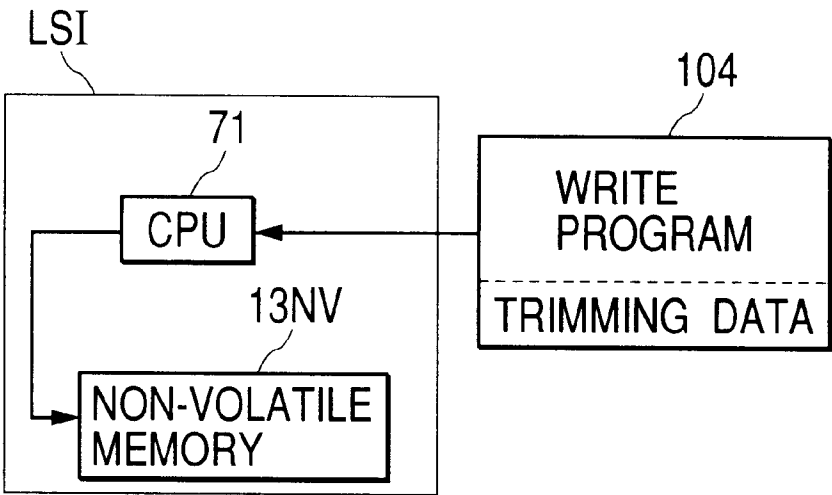 LSI
104
71
WRITE
PROGRAM
CPU
TRIMMING DATA
13NV
NON-VOLATILE
MEMORY